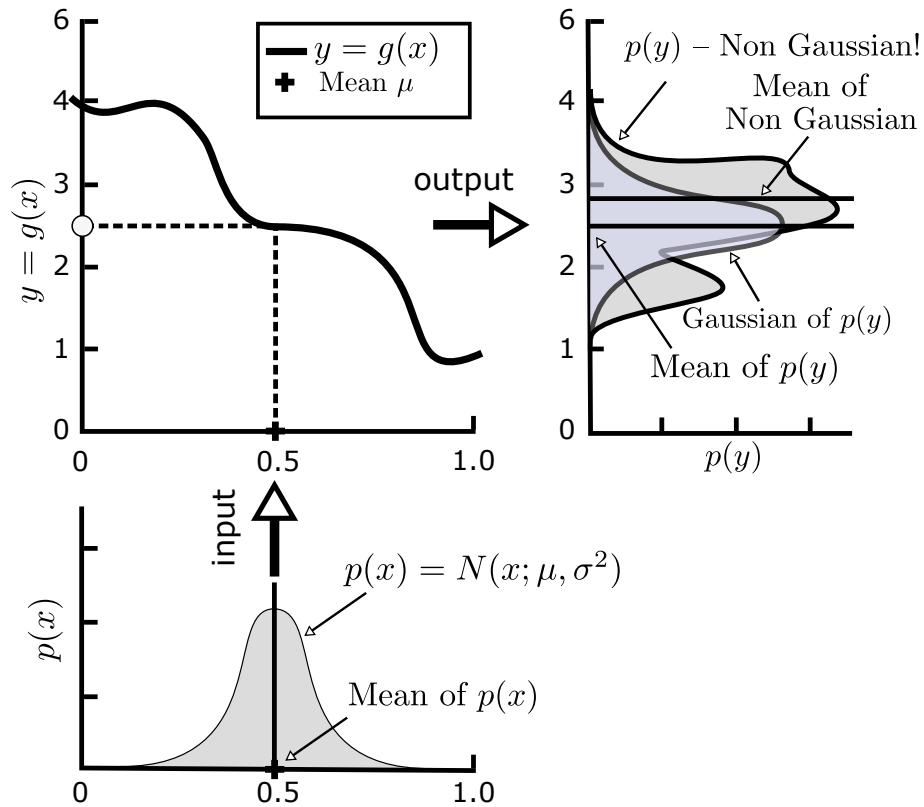 6
4
3
2
1
0
y = g(x)
0
0.5
1.0
y = g(x)
Mean μ
output
6
4
3
2
1
0
p(y) – Non Gaussian!
Mean of
Non Gaussian
Gaussian of p(y)
Mean of p(y)
p(y)
input
p(x)
p(x) = N(x; μ, σ²)
Mean of p(x)
0
0.5
1.0